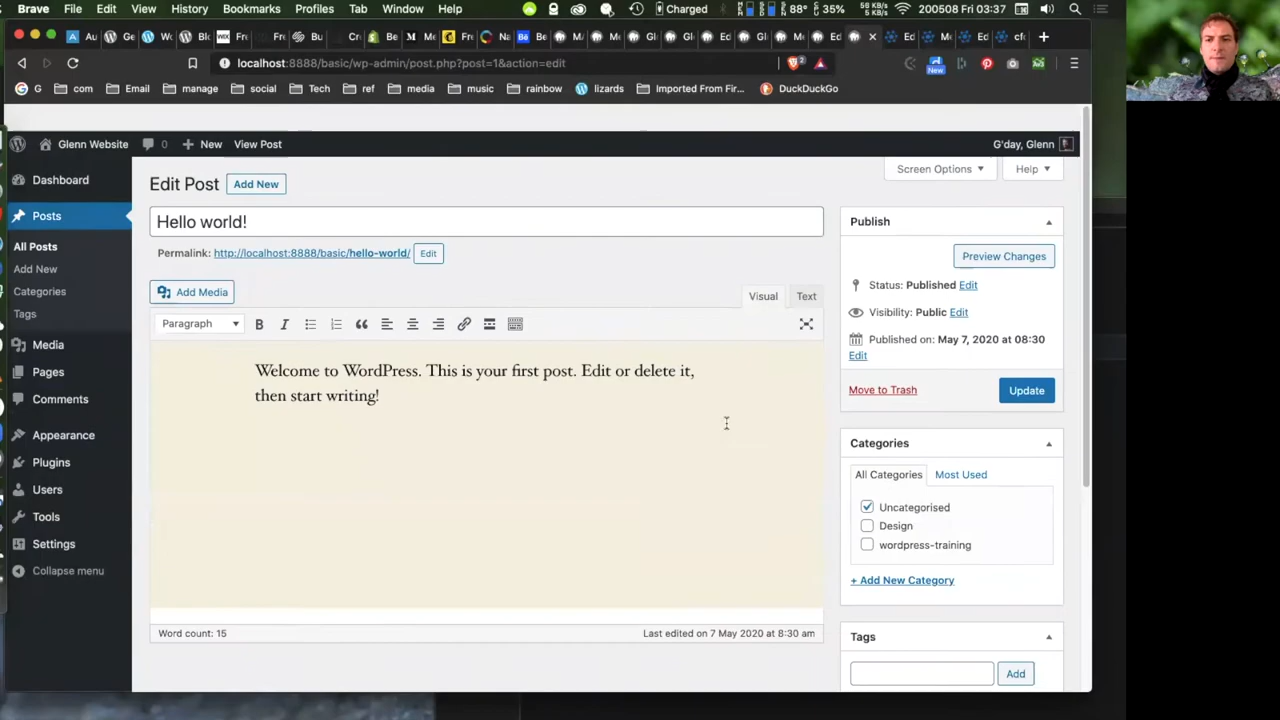 Brave File Edit View History Bookmarks Profiles Tab Window Help Charged 88° 35% 58 KB/s 5 KB/s 200508 Fri 03:37
localhost:8888/basic/wp-admin/post.php?post=1&action=edit 2 New
G com Email manage social Tech ref media music rainbow lizards Imported From Fir... DuckDuckGo
Glenn Website 0 New View Post G'day, Glenn
Screen Options Help
Edit Post Add New
Dashboard
Posts
All Posts
Add New
Categories
Tags
Media
Pages
Comments
Appearance
Plugins
Users
Tools
Settings
Collapse menu
Hello world!
Permalink: http://localhost:8888/basic/hello-world/ Edit
Add Media
Visual Text
Paragraph B I
Welcome to WordPress. This is your first post. Edit or delete it,
then start writing!
Word count: 15 Last edited on 7 May 2020 at 8:30 am
Publish
Preview Changes
Status: Published Edit
Visibility: Public Edit
Published on: May 7, 2020 at 08:30
Edit
Move to Trash Update
Categories
All Categories Most Used
Uncategorised
Design
wordpress-training
+ Add New Category
Tags
Add